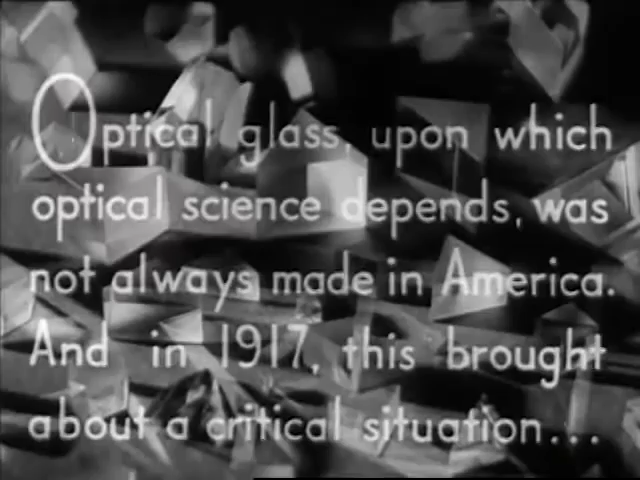 Optical glass, upon which
optical science depends, was
not always made in America.
And in 1917, this brought
about a critical situation...